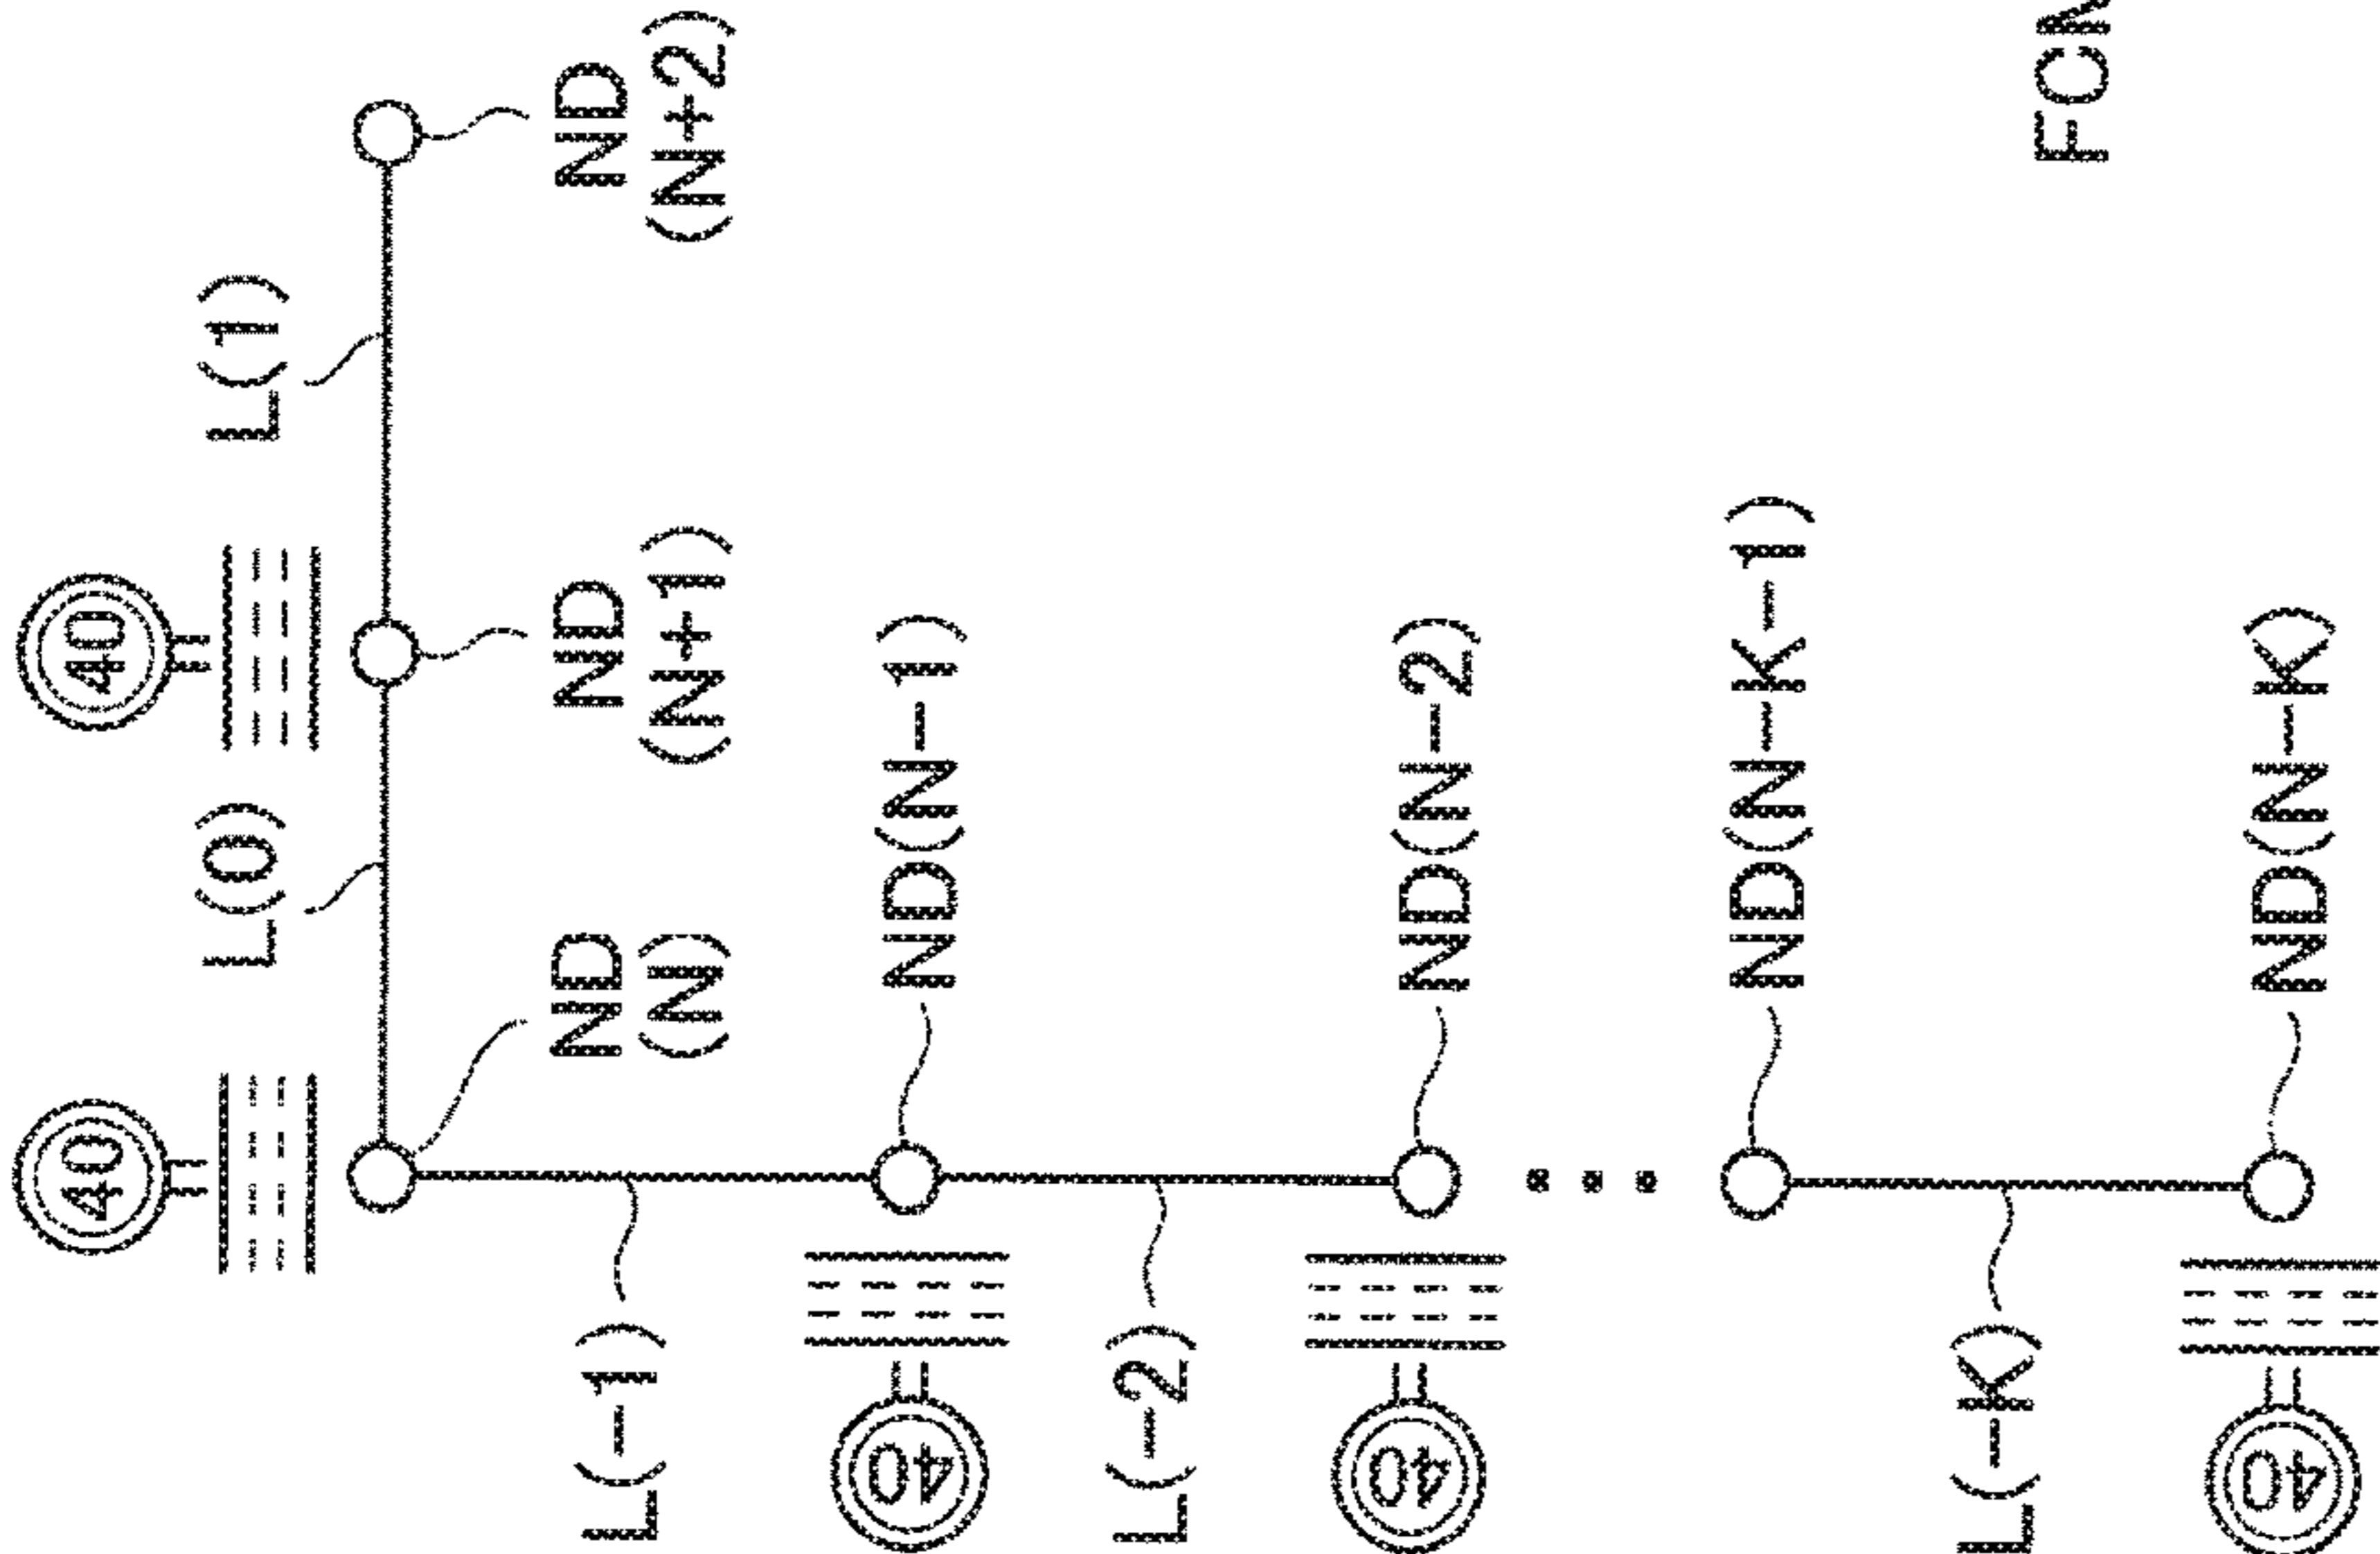 40
40
L(0)
L(1)
ND
(N)
ND
(N+1)
ND
(N+2)
L(-1)
40
ND(N-1)
L(-2)
40
ND(N-2)
ND(N-K-1)
L(-K)
40
ND(N-K)